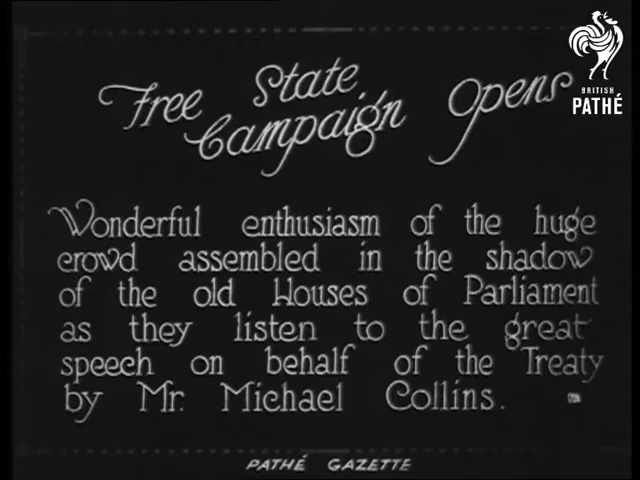 Free State Campaign Opens
BRITISH
PATHÉ
Wonderful enthusiasm of the huge
crowd assembled in the shadow
of the old Houses of Parliament
as they listen to the great
speech on behalf of the Treaty
by Mr. Michael Collins.
PATHÉ GAZETTE